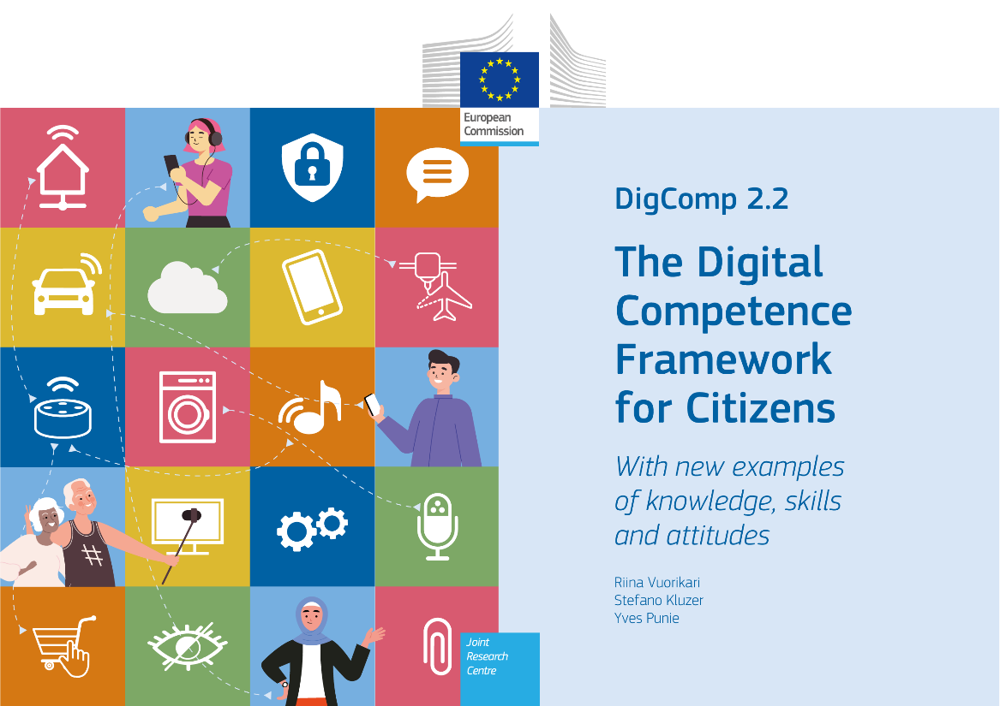 European
Commission
DigComp 2.2
The Digital
Competence
Framework
for Citizens
With new examples
of knowledge, skills
and attitudes
Riina Vuorikari
Stefano Kluzer
Yves Punie
Joint
Research
Centre